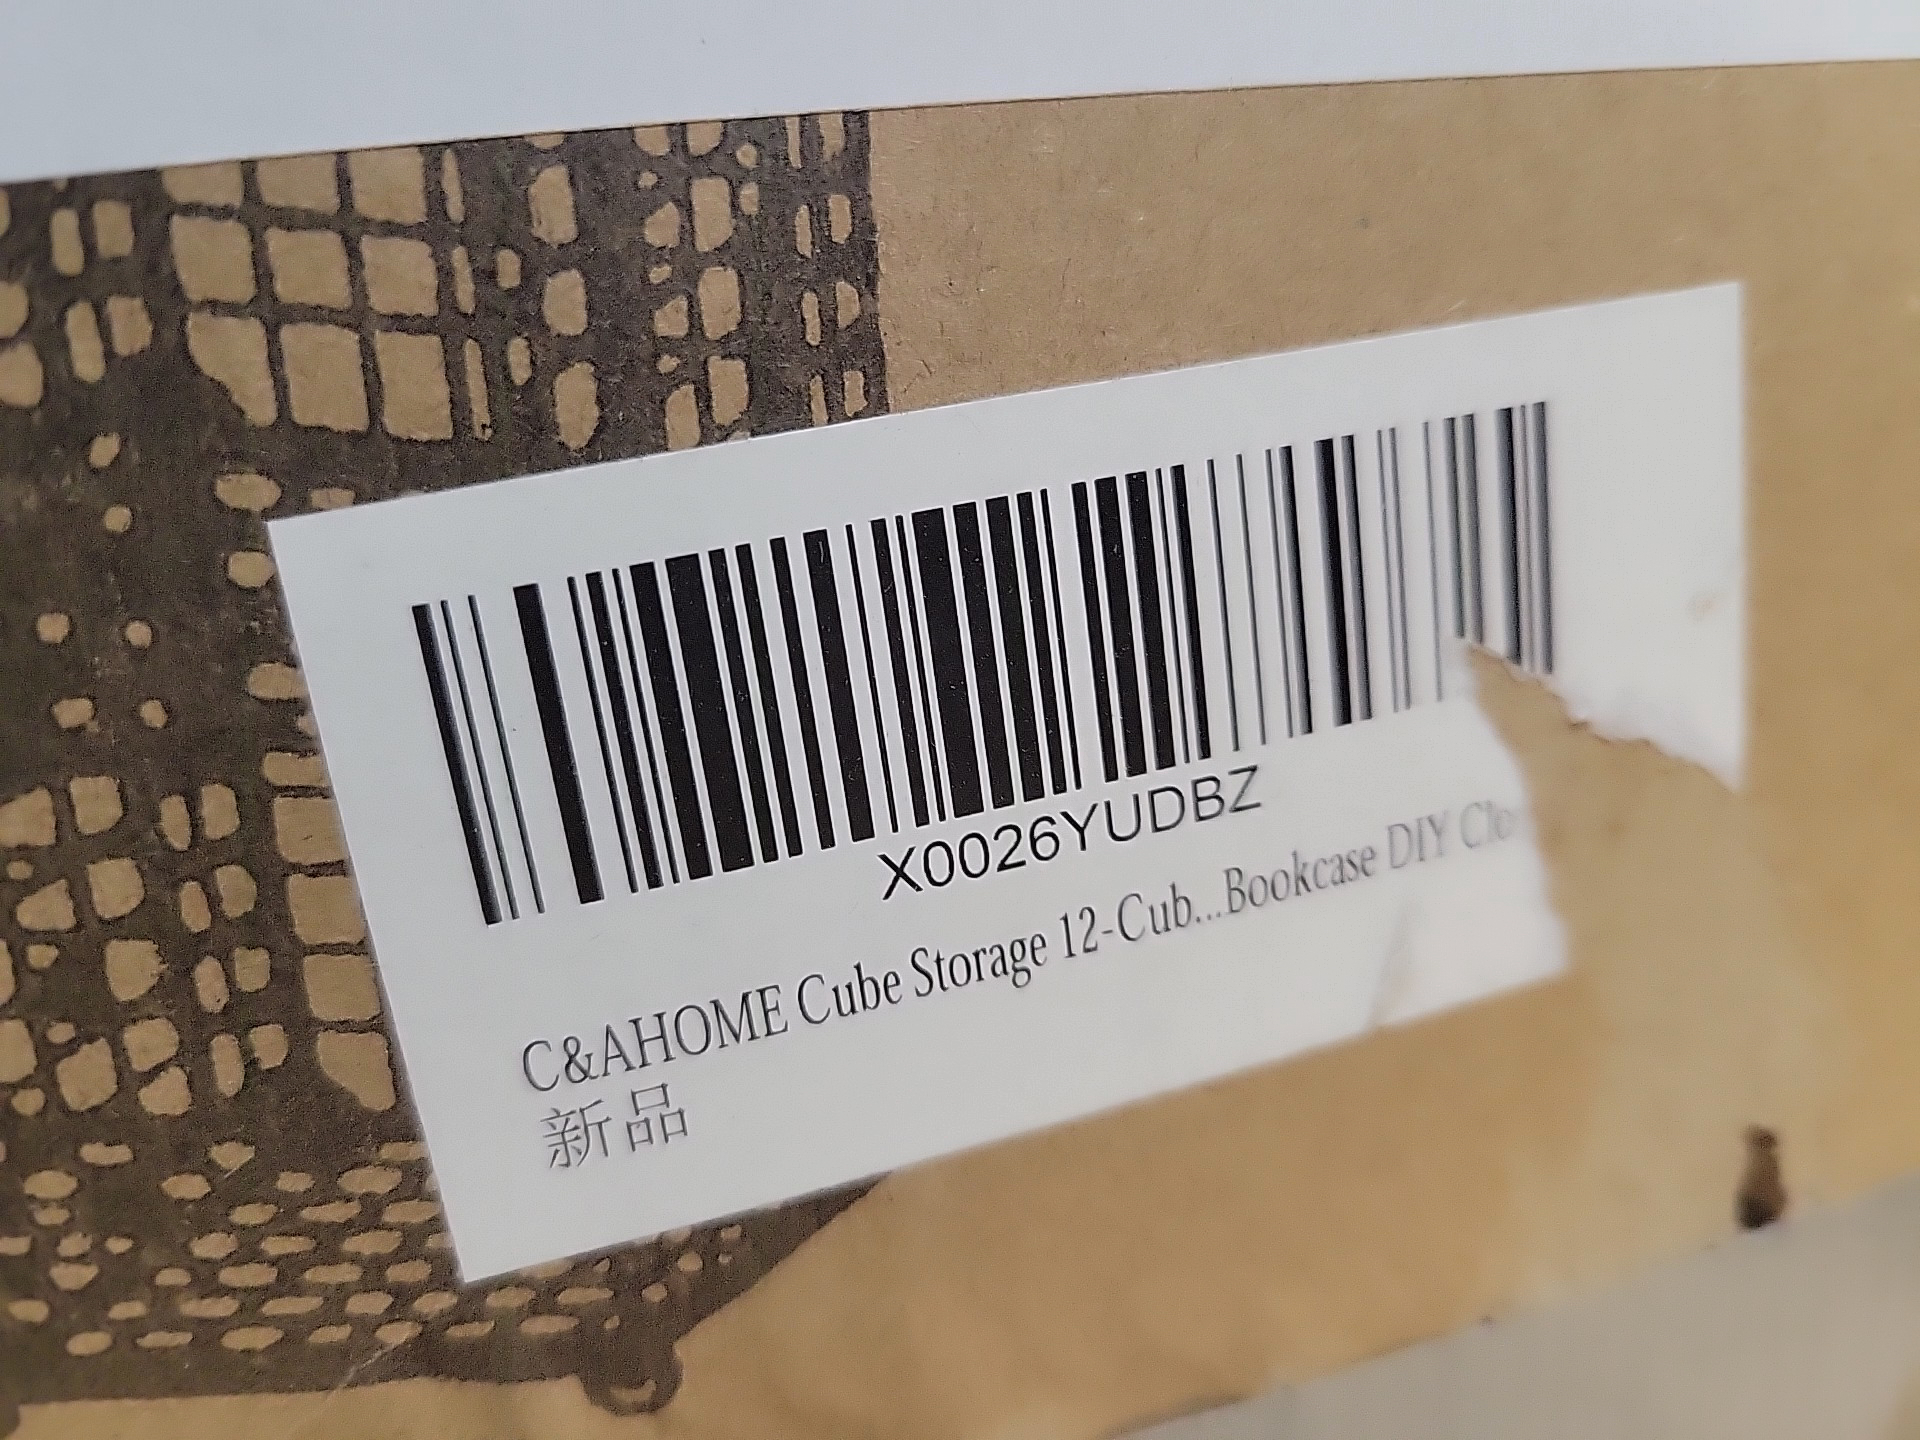 X0026YUDBZ
C&AHOME Cube Storage 12-Cub...Bookcase DIY
新品